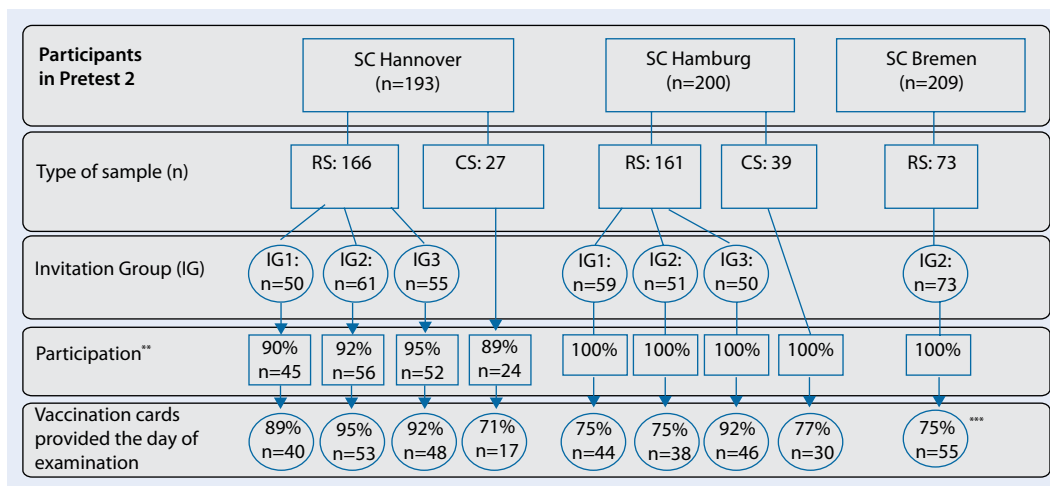 Participants
in Pretest 2
SC Hannover
(n=193)
SC Hamburg
(n=200)
SC Bremen
(n=209)
Type of sample (n)
RS: 166
CS: 27
RS: 161
CS: 39
RS: 73
Invitation Group (IG)
IG1:
n=50
IG2:
n=61
IG3
n=55
IG1:
n=59
IG2:
n=51
IG3:
n=50
IG2:
n=73
Participation**
90%
n=45
92%
n=56
95%
n=52
89%
n=24
100%
100%
100%
100%
100%
Vaccination cards
provided the day of
examination
89%
n=40
95%
n=53
92%
n=48
71%
n=17
75%
n=44
75%
n=38
92%
n=46
77%
n=30
75%
n=55
***